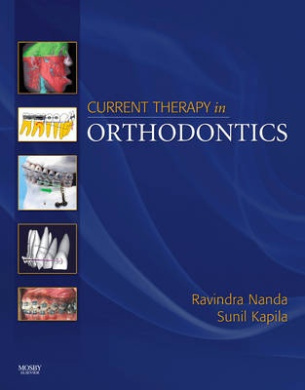 CURRENT THERAPY in
ORTHODONTICS
Ravindra Nanda
Sunil Kapila
MOSBY
ELSEVIER